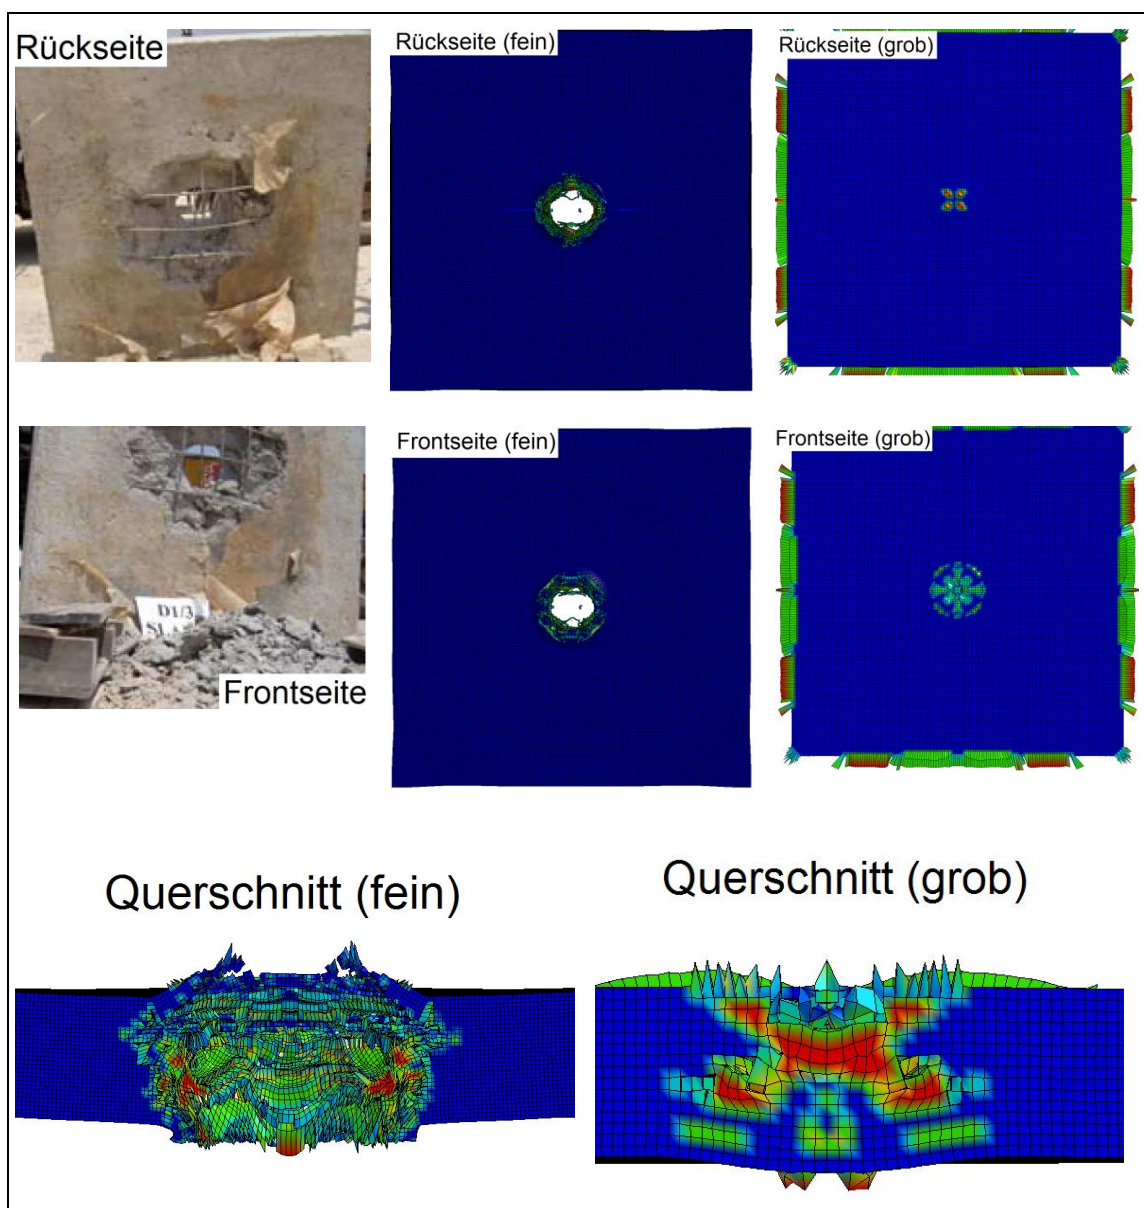 Rückseite
Rückseite (fein)
Rückseite (grob)
Frontseite (fein)
Frontseite (grob)
D1/3
Frontseite
Querschnitt (fein)
Querschnitt (grob)